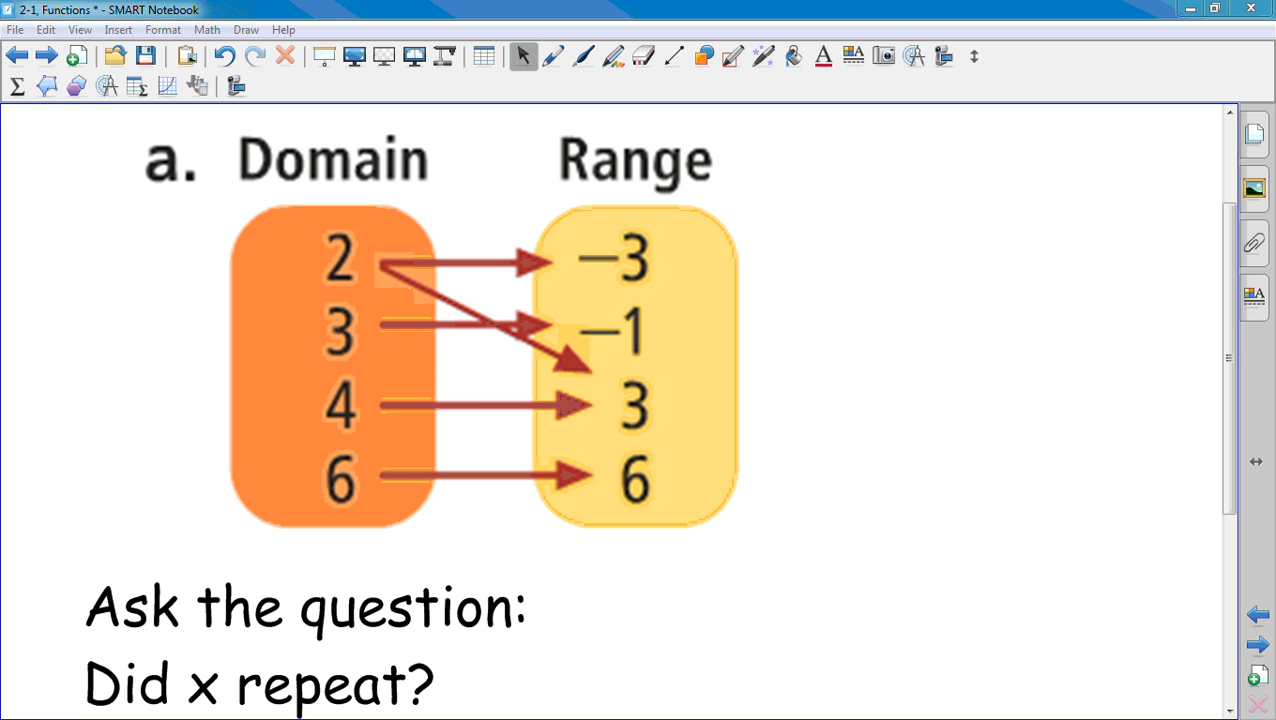 2-1, Functions * - SMART Notebook
File Edit View Insert Format Math Draw Help
a. Domain Range
2 –3
3 –1
4 3
6 6
Ask the question:
Did x repeat?